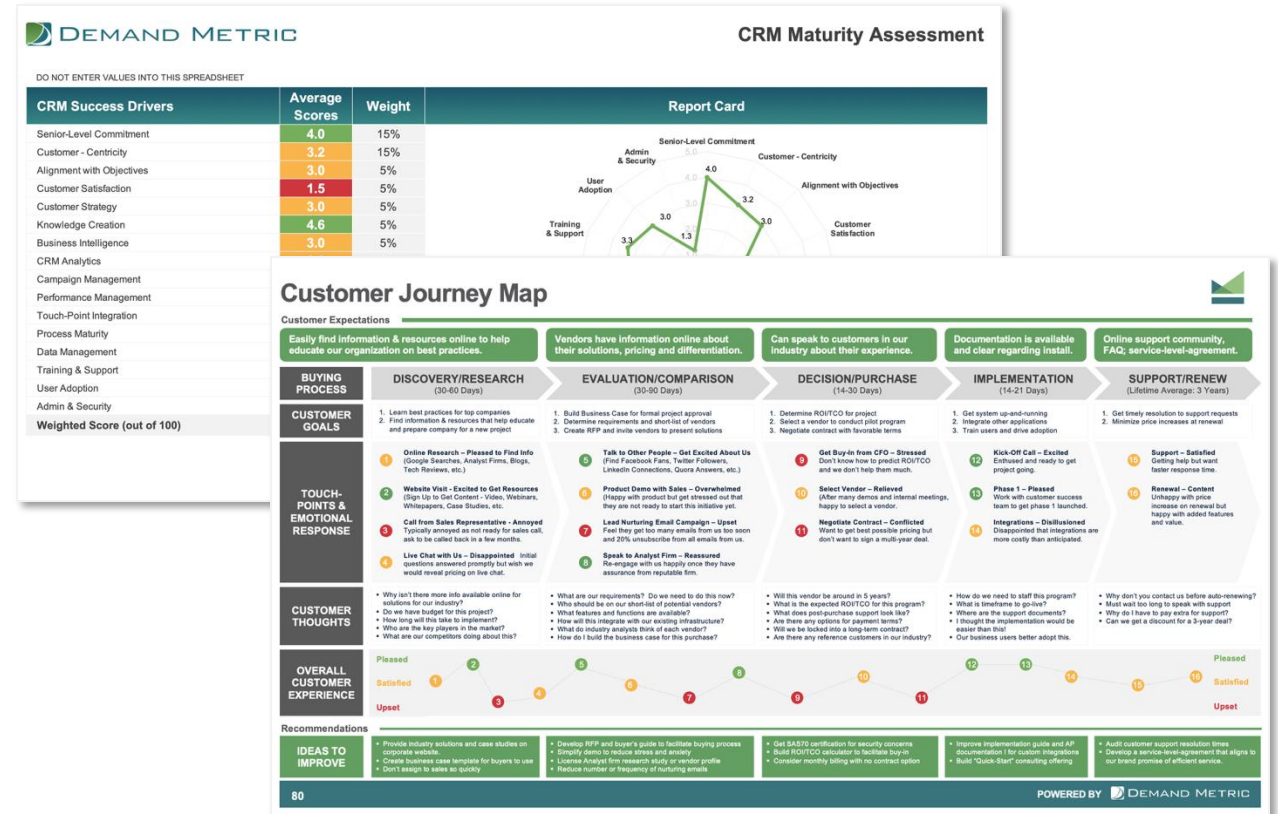 DEMAND METRIC
CRM Maturity Assessment
DO NOT ENTER VALUES INTO THIS SPREADSHEET
CRM Success Drivers
Average
Scores
Weight
Report Card
Senior-Level Commitment 4.0 15%
Customer - Centricity 3.2 15%
Alignment with Objectives 3.0 5%
Customer Satisfaction 1.5 5%
Customer Strategy 3.0 5%
Knowledge Creation 4.6 5%
Business Intelligence 3.0 5%
CRM Analytics
Campaign Management
Performance Management
Touch-Point Integration
Process Maturity
Data Management
Training & Support
User Adoption
Admin & Security
Weighted Score (out of 100)
Senior-Level Commitment
5.0
Admin
& Security
Customer - Centricity
4.0
4.0
User
Adoption
Alignment with Objectives
3.0
3.2
3.0
3.0
Training
& Support
Customer
Satisfaction
3.3
1.3
Customer Journey Map
Customer Expectations
Easily find information & resources online to help
educate our organization on best practices.
Vendors have information online about
their solutions, pricing and differentiation.
Can speak to customers in our
industry about their experience.
Documentation is available
and clear regarding install.
Online support community,
FAQ; service-level-agreement.
BUYING
PROCESS
DISCOVERY/RESEARCH
(30-60 Days)
EVALUATION/COMPARISON
(30-90 Days)
DECISION/PURCHASE
(14-30 Days)
IMPLEMENTATION
(14-21 Days)
SUPPORT/RENEW
(Lifetime Average: 3 Years)
CUSTOMER
GOALS
1. Learn best practices for top companies
2. Find information & resources that help educate
and prepare company for a new project
1. Build Business Case for formal project approval
2. Determine requirements and short-list of vendors
3. Create RFP and invite vendors to present solutions
1. Determine ROI/TCO for project
2. Select a vendor to conduct pilot program
3. Negotiate contract with favorable terms
1. Get system up-and-running
2. Integrate other applications
3. Train users and drive adoption
1. Get timely resolution to support requests
2. Minimize price increases at renewal
TOUCH-
POINTS &
EMOTIONAL
RESPONSE
1 Online Research – Pleased to Find Info
(Google Searches, Analyst Firms, Blogs,
Tech Reviews, etc.)
2 Website Visit - Excited to Get Resources
(Sign Up to Get Content - Video, Webinars,
Whitepapers, Case Studies, etc.
3 Call from Sales Representative - Annoyed
Typically annoyed as not ready for sales call,
ask to be called back in a few months.
4 Live Chat with Us – Disappointed Initial
questions answered promptly but wish we
would reveal pricing on live chat.
5 Talk to Other People – Get Excited About Us
(Find Facebook Fans, Twitter Followers,
LinkedIn Connections, Quora Answers, etc.)
6 Product Demo with Sales – Overwhelmed
(Happy with product but get stressed out that
they are not ready to start this initiative yet.
7 Lead Nurturing Email Campaign – Upset
Feel they get too many emails from us too soon
and 20% unsubscribe from all emails from us.
8 Speak to Analyst Firm – Reassured
Re-engage with us happily once they have
assurance from reputable firm.
9 Get Buy-in from CFO – Stressed
Don't know how to predict ROI/TCO
and we don't help them much.
10 Select Vendor – Relieved
(After many demos and internal meetings,
happy to select a vendor.
11 Negotiate Contract – Conflicted
Want to get best possible pricing but
don't want to sign a multi-year deal.
12 Kick-Off Call – Excited
Enthused and ready to get
project going.
13 Phase 1 – Pleased
Work with customer success
team to get phase 1 launched.
14 Integrations – Disillusioned
Disappointed that integrations are
more costly than anticipated.
15 Support – Satisfied
Getting help but want
faster response time.
16 Renewal – Content
Unhappy with price
increase on renewal but
happy with added features
and value.
CUSTOMER
THOUGHTS
• Why isn't there more info available online for
solutions for our industry?
• Do we have budget for this project?
• How long will this take to implement?
• Who are the key players in the market?
• What are our competitors doing about this?
• What are our requirements? Do we need to do this now?
• Who should be on our short-list of potential vendors?
• What features and functions are available?
• How will this integrate with our existing infrastructure?
• What do industry analysts think of each vendor?
• How do I build the business case for this purchase?
• Will this vendor be around in 5 years?
• What is the expected ROI/TCO for this program?
• What does post-purchase support look like?
• Are there any options for payment terms?
• Will we be locked into a long-term contract?
• Are there any reference customers in our industry?
• How do we need to staff this program?
• What is timeframe to go-live?
• Where are the support documents?
• I thought the implementation would be
easier than this!
• Our business users better adopt this.
• Why don't you contact us before auto-renewing?
• Must wait too long to speak with support
• Why do I have to pay extra for support?
• Can we get a discount for a 3-year deal?
OVERALL
CUSTOMER
EXPERIENCE
Pleased
Satisfied
Upset
1
2
3
4
5
6
7
8
9
10
11
12
13
14
15
16
Pleased
Satisfied
Upset
Recommendations
IDEAS TO
IMPROVE
• Provide industry solutions and case studies on
corporate website.
• Create business case template for buyers to use
• Don't assign to sales so quickly
• Develop RFP and buyer's guide to facilitate buying process
• Simplify demo to reduce stress and anxiety
• License Analyst firm research study or vendor profile
• Reduce number or frequency of nurturing emails
• Get SAS70 certification for security concerns
• Build ROI/TCO calculator to facilitate buy-in
• Consider monthly billing with no contract option
• Improve implementation guide and AP
documentation I for custom integrations
• Build "Quick-Start" consulting offering
• Audit customer support resolution times
• Develop a service-level-agreement that aligns to
our brand promise of efficient service.
80
POWERED BY DEMAND METRIC